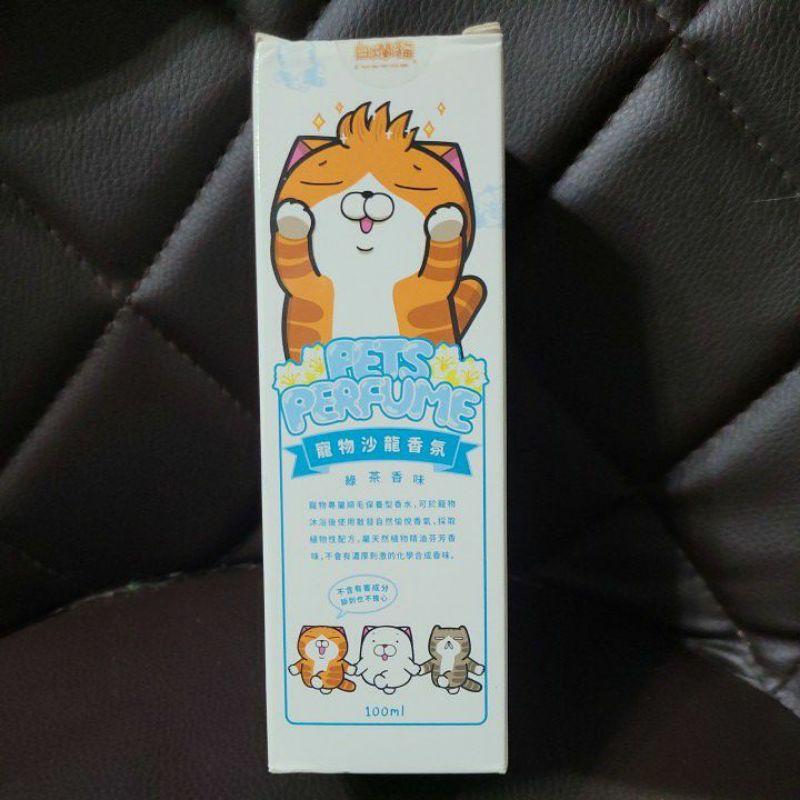 PETS
PERFUME
寵物沙龍香氛
綠茶香味
寵物專屬順毛保養型香水,可於寵物
沐浴後使用散發自然愉悅香氣,採取
植物性配方,屬天然植物精油芬芳香
味,不會有濃厚刺激的化學合成香味。
不含有害成分
舔到也不擔心
100ml